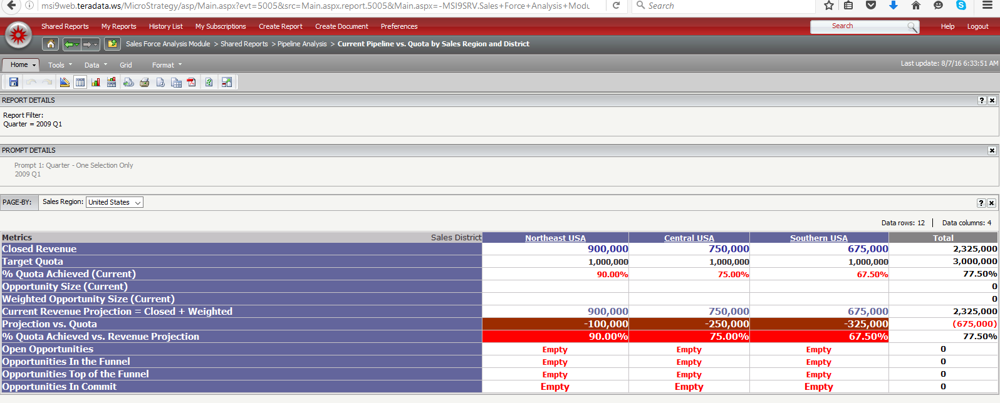 msi9web.teradata.ws/MicroStrategy/asp/Main.aspx?evt=5005&src=Main.aspx.report.5005&Main.aspx=-MSI9SRV.Sales+Force+Analysis+Modu Search
Shared Reports My Reports History List My Subscriptions Create Report Create Document Preferences Search Help Logout
Sales Force Analysis Module > Shared Reports > Pipeline Analysis > Current Pipeline vs. Quota by Sales Region and District
Home Tools Data Grid Format Last update: 8/7/16 6:33:51 AM
REPORT DETAILS
Report Filter:
Quarter = 2009 Q1
PROMPT DETAILS
Prompt 1: Quarter - One Selection Only
2009 Q1
PAGE-BY: Sales Region: United States
Data rows: 12 | Data columns: 4
Metrics Sales District Northeast USA Central USA Southern USA Total
Closed Revenue 900,000 750,000 675,000 2,325,000
Target Quota 1,000,000 1,000,000 1,000,000 3,000,000
% Quota Achieved (Current) 90.00% 75.00% 67.50% 77.50%
Opportunity Size (Current) 0
Weighted Opportunity Size (Current) 0
Current Revenue Projection = Closed + Weighted 900,000 750,000 675,000 2,325,000
Projection vs. Quota -100,000 -250,000 -325,000 (675,000)
% Quota Achieved vs. Revenue Projection 90.00% 75.00% 67.50% 77.50%
Open Opportunities Empty Empty Empty 0
Opportunities In the Funnel Empty Empty Empty 0
Opportunities Top of the Funnel Empty Empty Empty 0
Opportunities In Commit Empty Empty Empty 0